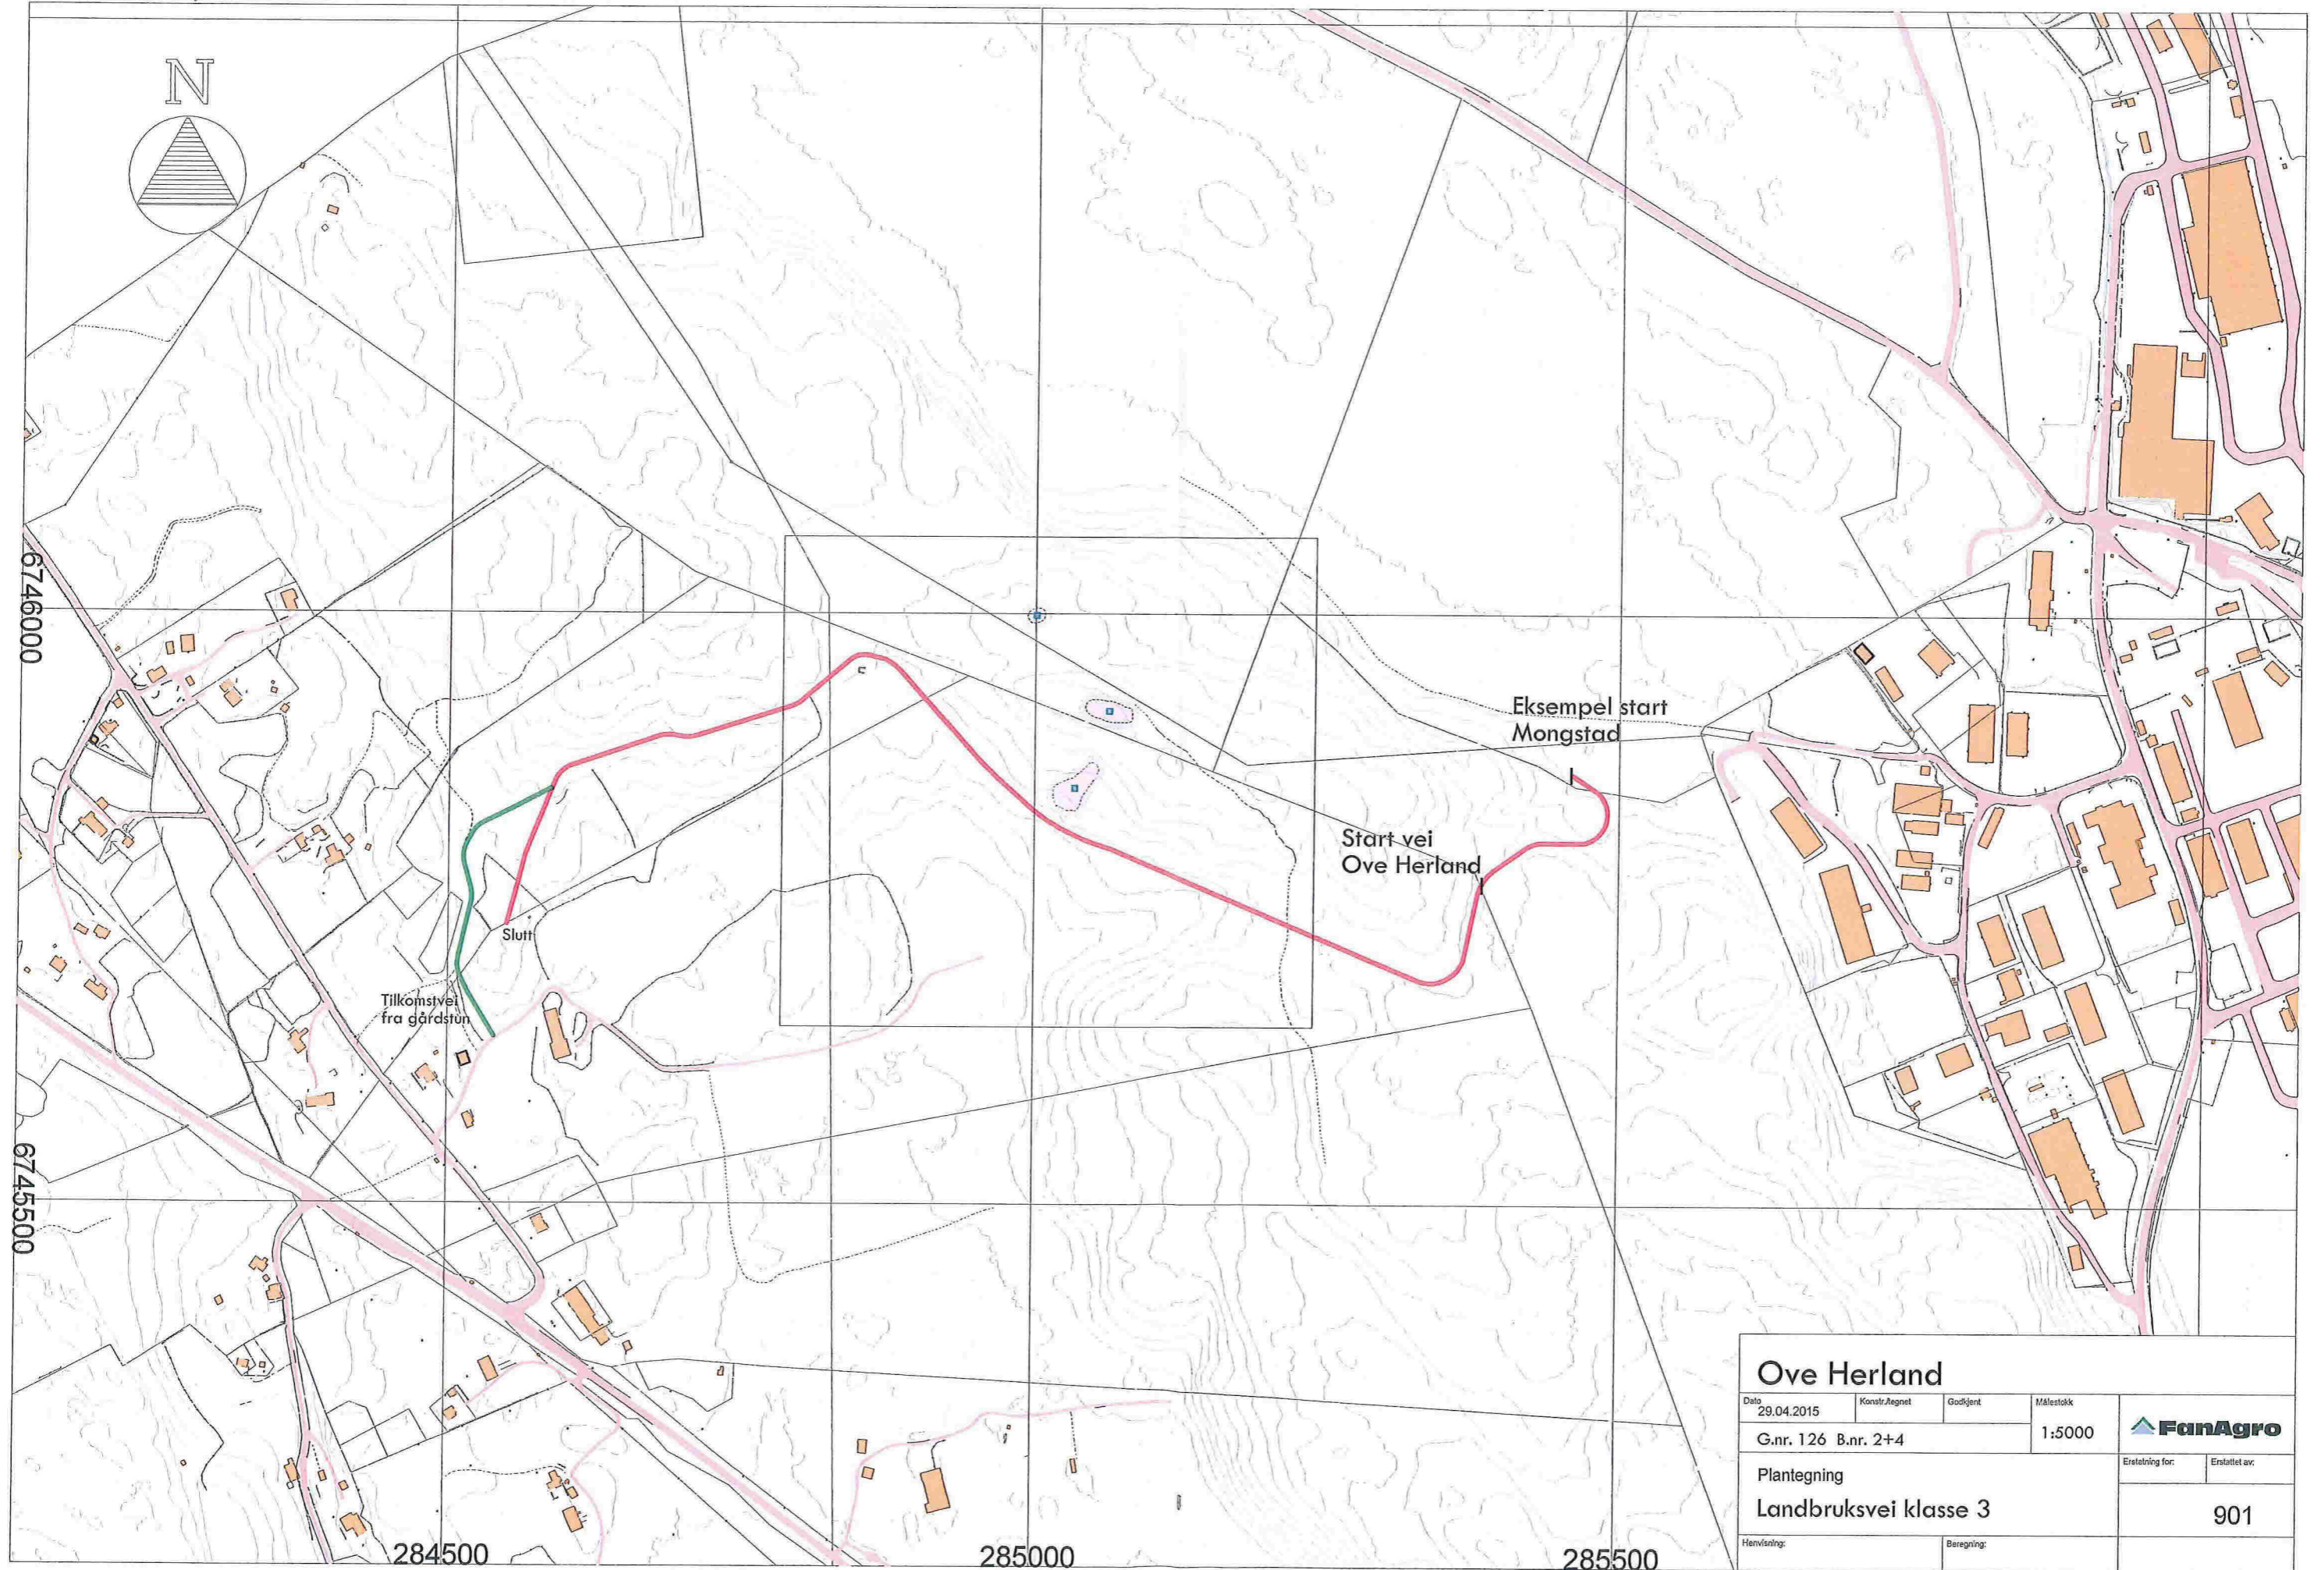 N
6746000
6745500
284500
285000
285500
Eksempel start
Mongstad
Start vei
Ove Herland
Slutt
Tilkomstvei
fra gårdstun
Ove Herland
Dato
29.04.2015
Konstr./tegnet
Godkjent
Målestokk
1:5000
FanAgro
G.nr. 126 B.nr. 2+4
Plantegning
Landbruksvei klasse 3
Erstatning for:
Erstattet av:
901
Henvisning:
Beregning: